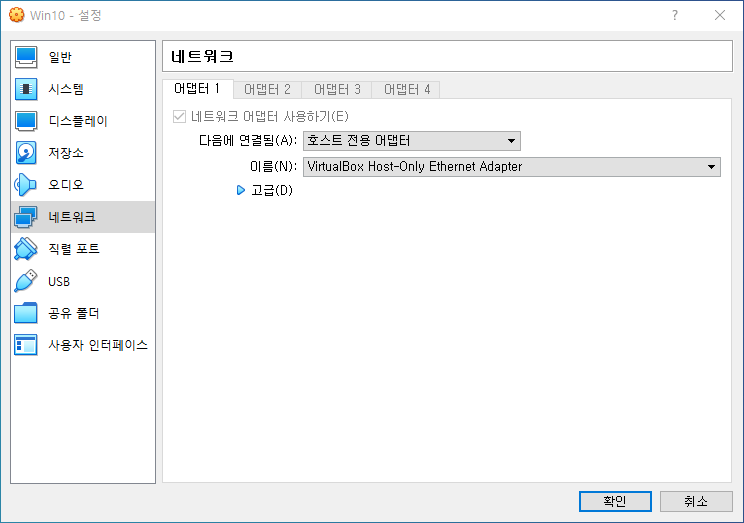 Win10 - 설정
일반
시스템
디스플레이
저장소
오디오
네트워크
직렬 포트
USB
공유 폴더
사용자 인터페이스
네트워크
어댑터 1 어댑터 2 어댑터 3 어댑터 4
네트워크 어댑터 사용하기(E)
다음에 연결됨(A): 호스트 전용 어댑터
이름(N): VirtualBox Host-Only Ethernet Adapter
고급(D)
확인 취소